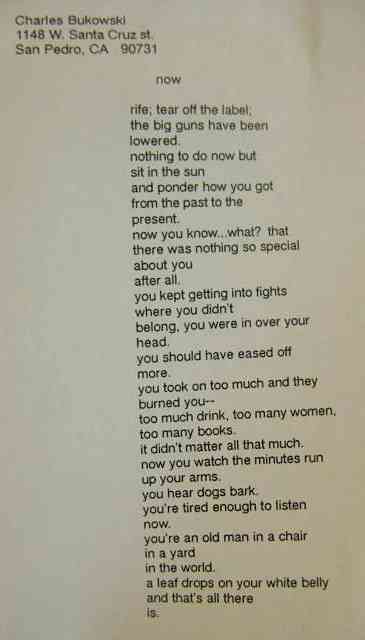 Charles Bukowski
1148 W. Santa Cruz st.
San Pedro, CA 90731
now
rife; tear off the label;
the big guns have been
lowered.
nothing to do now but
sit in the sun
and ponder how you got
from the past to the
present.
now you know...what? that
there was nothing so special
about you
after all.
you kept getting into fights
where you didn't
belong, you were in over your
head.
you should have eased off
more.
you took on too much and they
burned you--
too much drink, too many women,
too many books.
it didn't matter all that much.
now you watch the minutes run
up your arms.
you hear dogs bark.
you're tired enough to listen
now.
you're an old man in a chair
in a yard
in the world.
a leaf drops on your white belly
and that's all there
is.